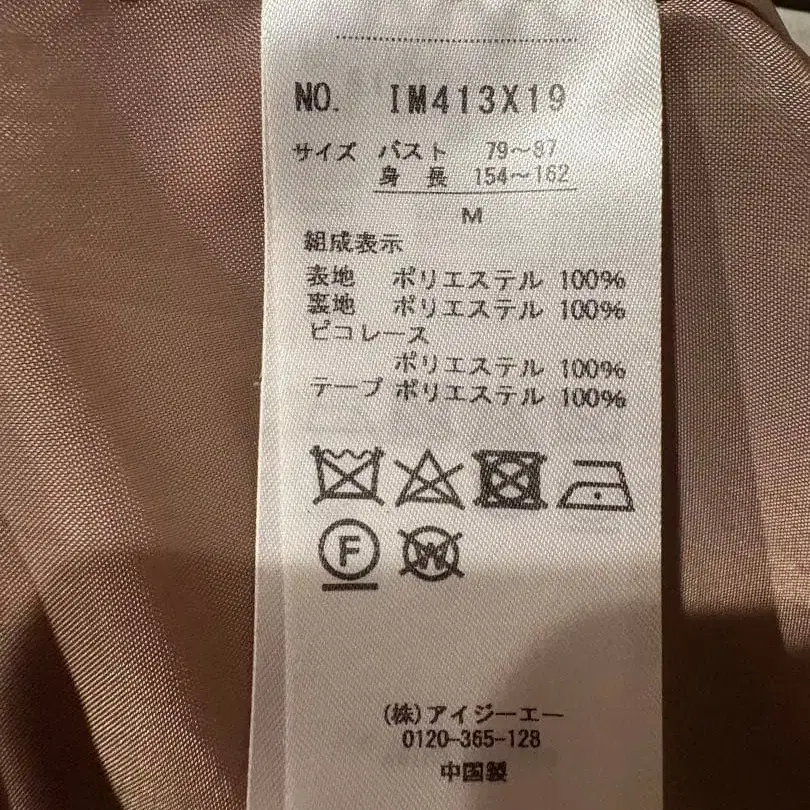 NO. IM413X19
サイズ バスト 79~87
身長 154~162
M
組成表示
表地 ポリエステル 100%
裏地 ポリエステル 100%
ピコレース
ポリエステル 100%
テープ ポリエステル 100%
F W
(株)アイジーエー
0120-365-128
中国製